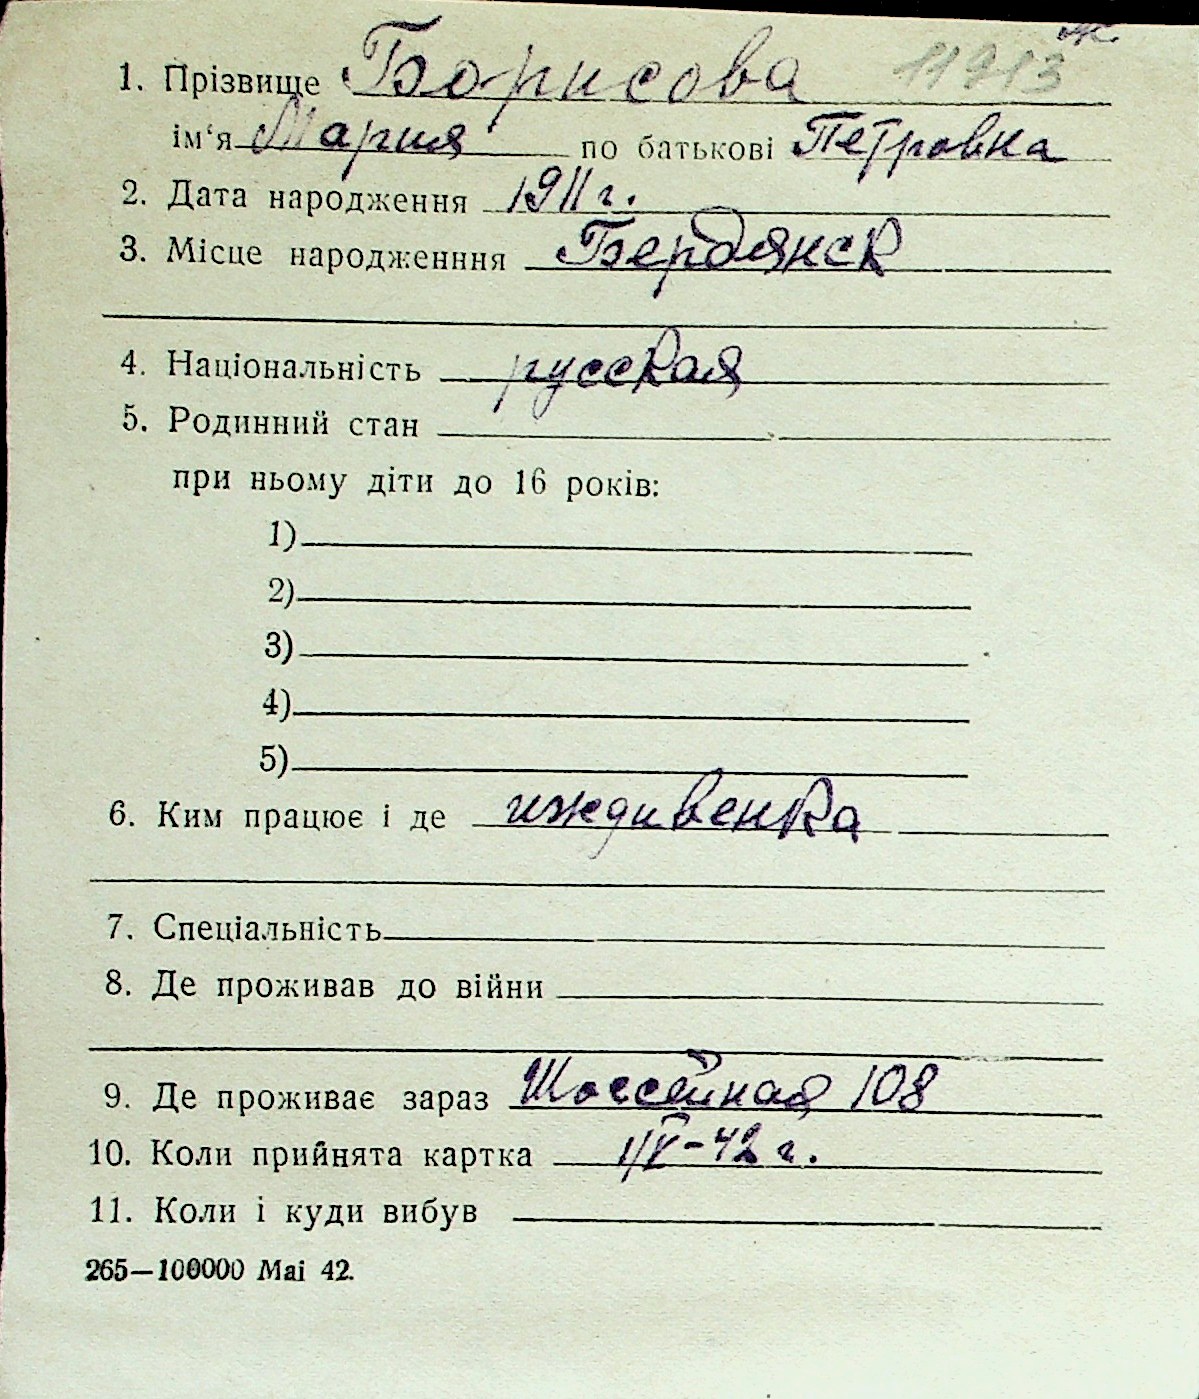 ж.
1. Прізвище Борисова 11913
ім‘я Мария по батькові Петровна
2. Дата народження 1911 г.
3. Місце народженння Бердянск
4. Національність русская
5. Родинний стан
при ньому діти до 16 років:
1)
2)
3)
4)
5)
6. Ким працює і де иждивенка
7. Спеціальність
8. Де проживав до війни
9. Де проживає зараз Шоссейная 108
10. Коли прийнята картка 1/V-42 г.
11. Коли і куди вибув
265—100000 Mai 42.